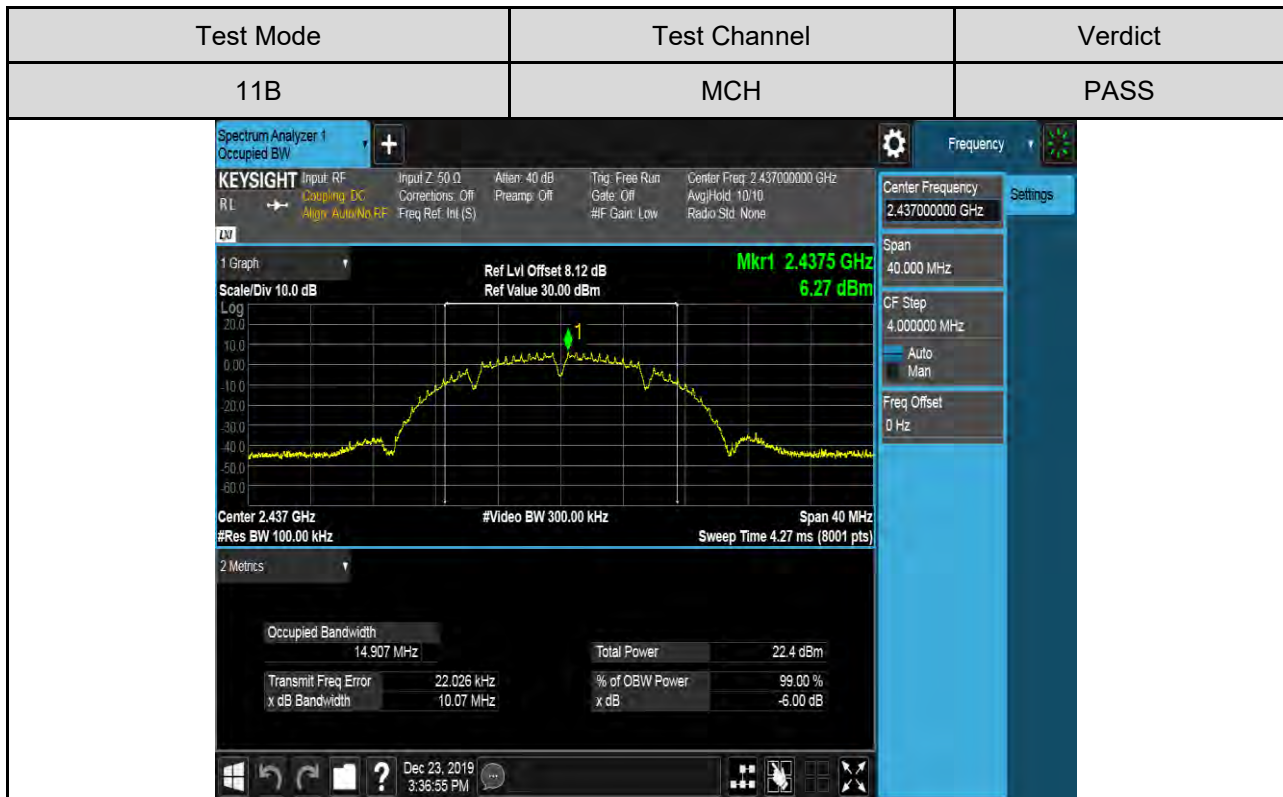 Test Mode Test Channel Verdict
11B MCH PASS
Spectrum Analyzer 1
Occupied BW
+
Frequency
KEYSIGHT Input: RF Input Z: 50 Ω Atten: 40 dB Trig: Free Run Center Freq: 2.437000000 GHz
RL Coupling: DC Corrections: Off Preamp: Off Gate: Off Avg|Hold: 10/10
Align: Auto/No RF Freq Ref: Int (S) #IF Gain: Low Radio Std: None
LXI
Center Frequency
2.437000000 GHz
Settings
Span
40.000 MHz
CF Step
4.000000 MHz
Auto
Man
Freq Offset
0 Hz
1 Graph
Scale/Div 10.0 dB
Ref Lvl Offset 8.12 dB
Ref Value 30.00 dBm
Mkr1 2.4375 GHz
6.27 dBm
Log
20.0
10.0
0.00
-10.0
-20.0
-30.0
-40.0
-50.0
-60.0
1
Center 2.437 GHz #Video BW 300.00 kHz Span 40 MHz
#Res BW 100.00 kHz Sweep Time 4.27 ms (8001 pts)
2 Metrics
Occupied Bandwidth
14.907 MHz
Total Power 22.4 dBm
Transmit Freq Error 22.026 kHz % of OBW Power 99.00 %
x dB Bandwidth 10.07 MHz x dB -6.00 dB
?
Dec 23, 2019
3:36:55 PM